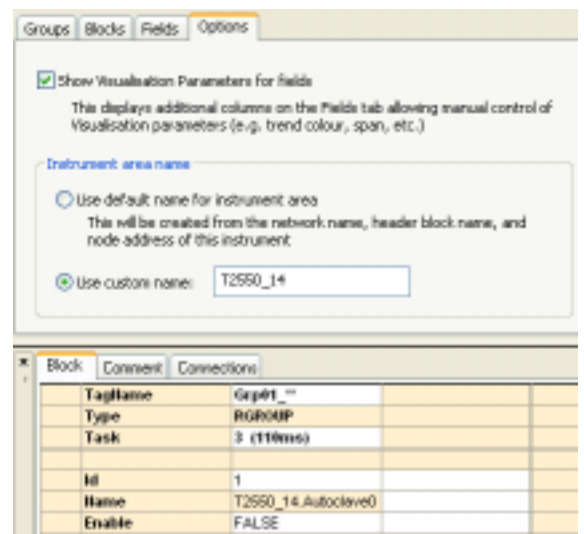 Groups Blocks Fields Options
Show Visualisation Parameters for fields
This displays additional columns on the Fields tab allowing manual control of
Visualisation parameters (e.g. trend colour, span, etc.)
Instrument area name
Use default name for instrument area
This will be created from the network name, header block name, and
node address of this instrument
Use custom name: T2550_14
Block Comment Connections
TagName Grp01_""
Type RGROUP
Task 3 (110ms)
Id 1
Name T2550_14.Autoclave0
Enable FALSE